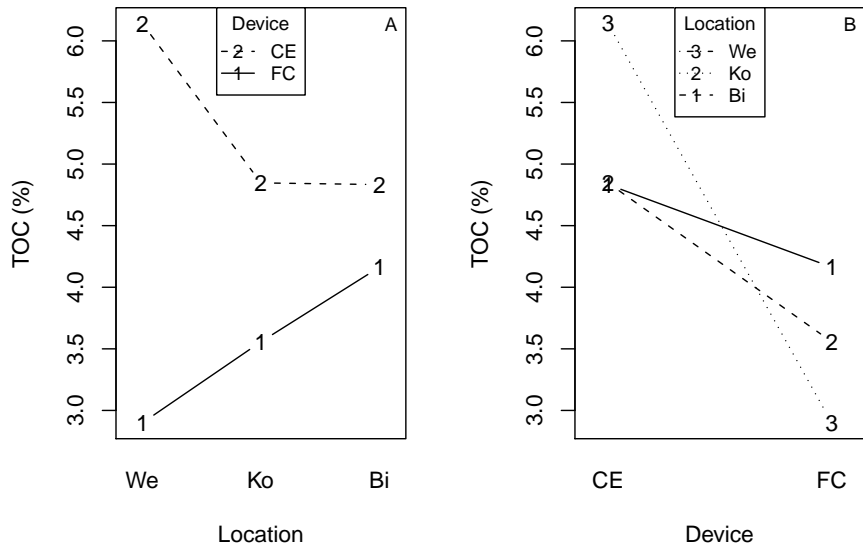 Device
2 CE
1 FC
A
TOC (%)
6.0
5.5
5.0
4.5
4.0
3.5
3.0
2
2
2
1
1
1
We
Ko
Bi
Location
Location
3 We
2 Ko
1 Bi
B
TOC (%)
6.0
5.5
5.0
4.5
4.0
3.5
3.0
3
2
1
1
2
3
CE
FC
Device